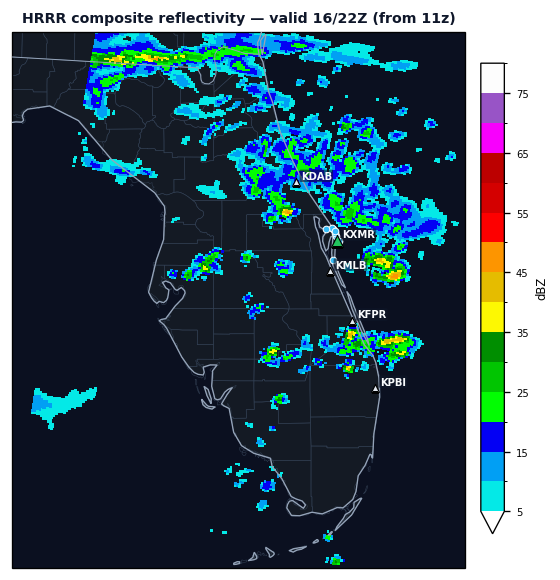 HRRR composite reflectivity — valid 16/22Z (from 11z)
75
65
55
45
35
25
15
5
dBZ
KDAB
KXMR
KMLB
KFPR
KPBI